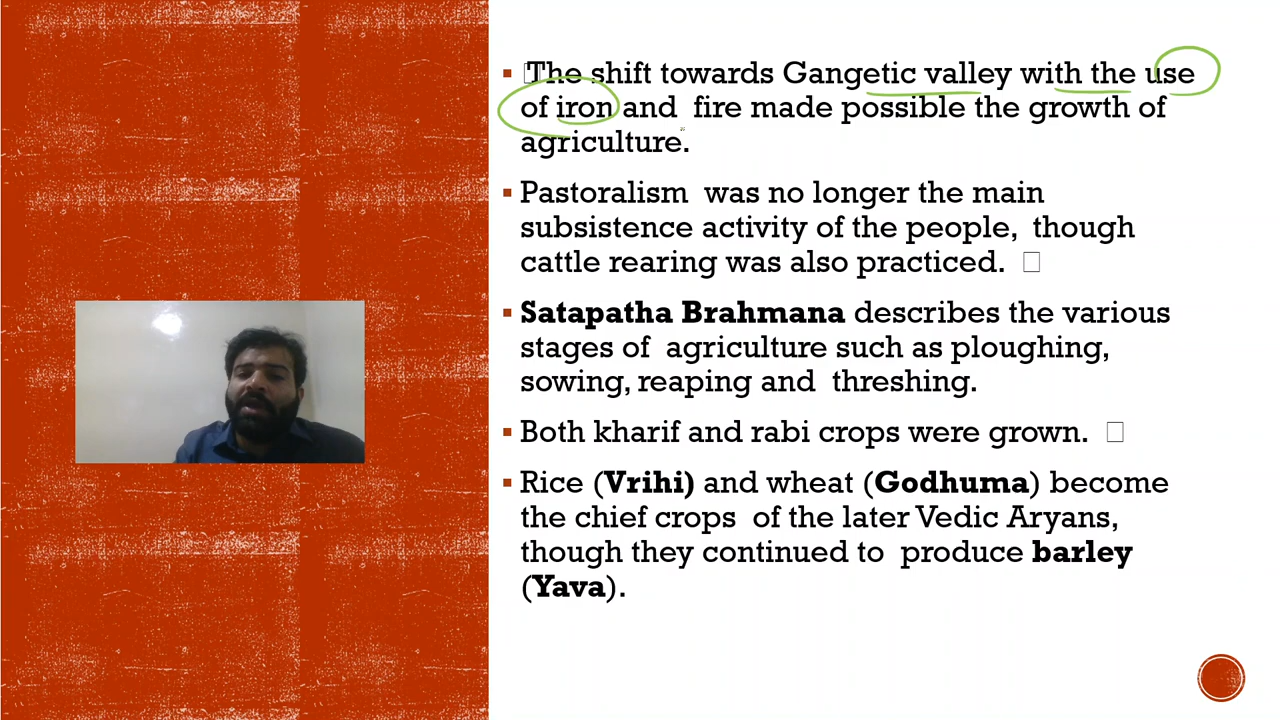 The shift towards Gangetic valley with the use
of iron and fire made possible the growth of
agriculture.
Pastoralism was no longer the main
subsistence activity of the people, though
cattle rearing was also practiced.
Satapatha Brahmana describes the various
stages of agriculture such as ploughing,
sowing, reaping and threshing.
Both kharif and rabi crops were grown.
Rice (Vrihi) and wheat (Godhuma) become
the chief crops of the later Vedic Aryans,
though they continued to produce barley
(Yava).